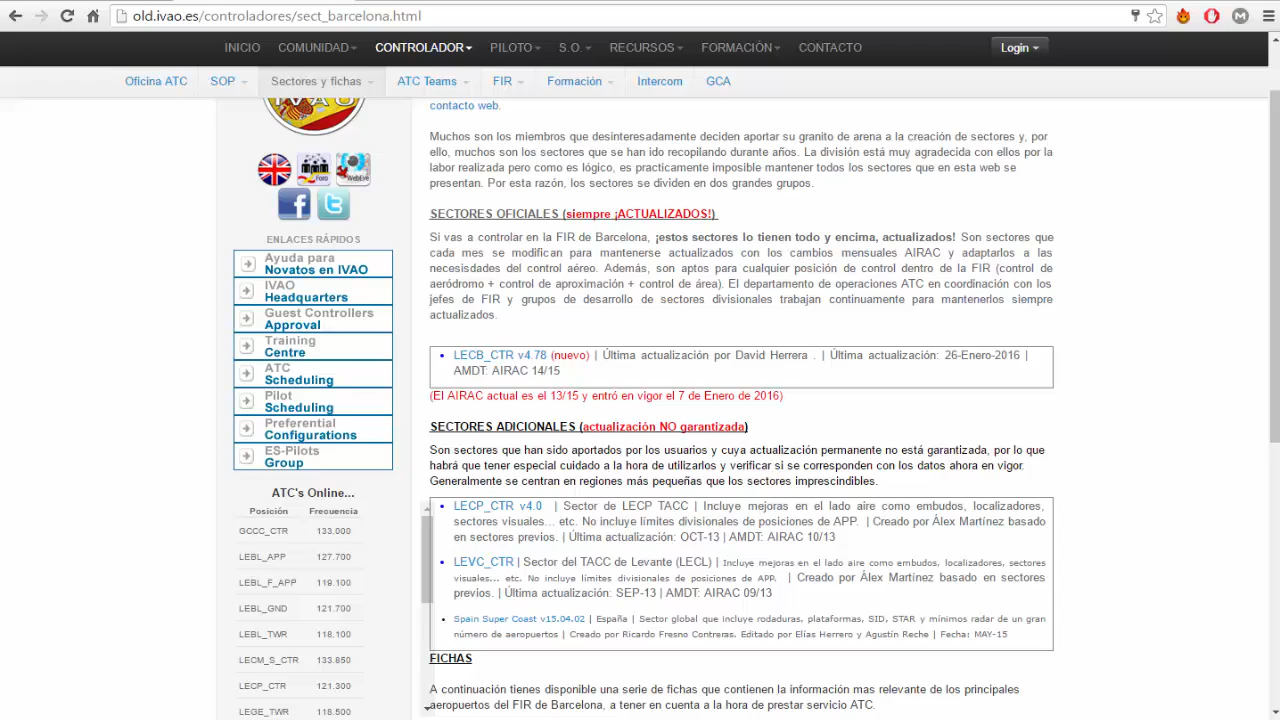 old.ivao.es/controladores/sect_barcelona.html
INICIO COMUNIDAD CONTROLADOR PILOTO S.O. RECURSOS FORMACIÓN CONTACTO Login
Oficina ATC SOP Sectores y fichas ATC Teams FIR Formación Intercom GCA
IVAO
Foro WebEye
ENLACES RÁPIDOS
Ayuda para
Novatos en IVAO
IVAO
Headquarters
Guest Controllers
Approval
Training
Centre
ATC
Scheduling
Pilot
Scheduling
Preferential
Configurations
ES-Pilots
Group
ATC's Online...
Posición Frecuencia
GCCC_CTR 133.000
LEBL_APP 127.700
LEBL_F_APP 119.100
LEBL_GND 121.700
LEBL_TWR 118.100
LECM_S_CTR 133.850
LECP_CTR 121.300
LEGE_TWR 118.500
contacto web.
Muchos son los miembros que desinteresadamente deciden aportar su granito de arena a la creación de sectores y, por
ello, muchos son los sectores que se han ido recopilando durante años. La división está muy agradecida con ellos por la
labor realizada pero como es lógico, es practicamente imposible mantener todos los sectores que en esta web se
presentan. Por esta razón, los sectores se dividen en dos grandes grupos.
SECTORES OFICIALES (siempre ¡ACTUALIZADOS!)
Si vas a controlar en la FIR de Barcelona, ¡estos sectores lo tienen todo y encima, actualizados! Son sectores que
cada mes se modifican para mantenerse actualizados con los cambios mensuales AIRAC y adaptarlos a las
necesisdades del control aéreo. Además, son aptos para cualquier posición de control dentro de la FIR (control de
aeródromo + control de aproximación + control de área). El departamento de operaciones ATC en coordinación con los
jefes de FIR y grupos de desarrollo de sectores divisionales trabajan continuamente para mantenerlos siempre
actualizados.
LECB_CTR v4.78 (nuevo) | Última actualización por David Herrera . | Última actualización: 26-Enero-2016 |
AMDT: AIRAC 14/15
(El AIRAC actual es el 13/15 y entró en vigor el 7 de Enero de 2016)
SECTORES ADICIONALES (actualización NO garantizada)
Son sectores que han sido aportados por los usuarios y cuya actualización permanente no está garantizada, por lo que
habrá que tener especial cuidado a la hora de utilizarlos y verificar si se corresponden con los datos ahora en vigor.
Generalmente se centran en regiones más pequeñas que los sectores imprescindibles.
LECP_CTR v4.0 | Sector de LECP TACC | Incluye mejoras en el lado aire como embudos, localizadores,
sectores visuales... etc. No incluye límites divisionales de posiciones de APP. | Creado por Álex Martínez basado
en sectores previos. | Última actualización: OCT-13 | AMDT: AIRAC 10/13
LEVC_CTR | Sector del TACC de Levante (LECL) | Incluye mejoras en el lado aire como embudos, localizadores, sectores
visuales... etc. No incluye límites divisionales de posiciones de APP. | Creado por Álex Martínez basado en sectores
previos. | Última actualización: SEP-13 | AMDT: AIRAC 09/13
Spain Super Coast v15.04.02 | España | Sector global que incluye rodaduras, plataformas, SID, STAR y mínimos radar de un gran
número de aeropuertos | Creado por Ricardo Fresno Contreras. Editado por Elías Herrero y Agustín Reche | Fecha: MAY-15
FICHAS
A continuación tienes disponible una serie de fichas que contienen la información mas relevante de los principales
aeropuertos del FIR de Barcelona, a tener en cuenta a la hora de prestar servicio ATC.